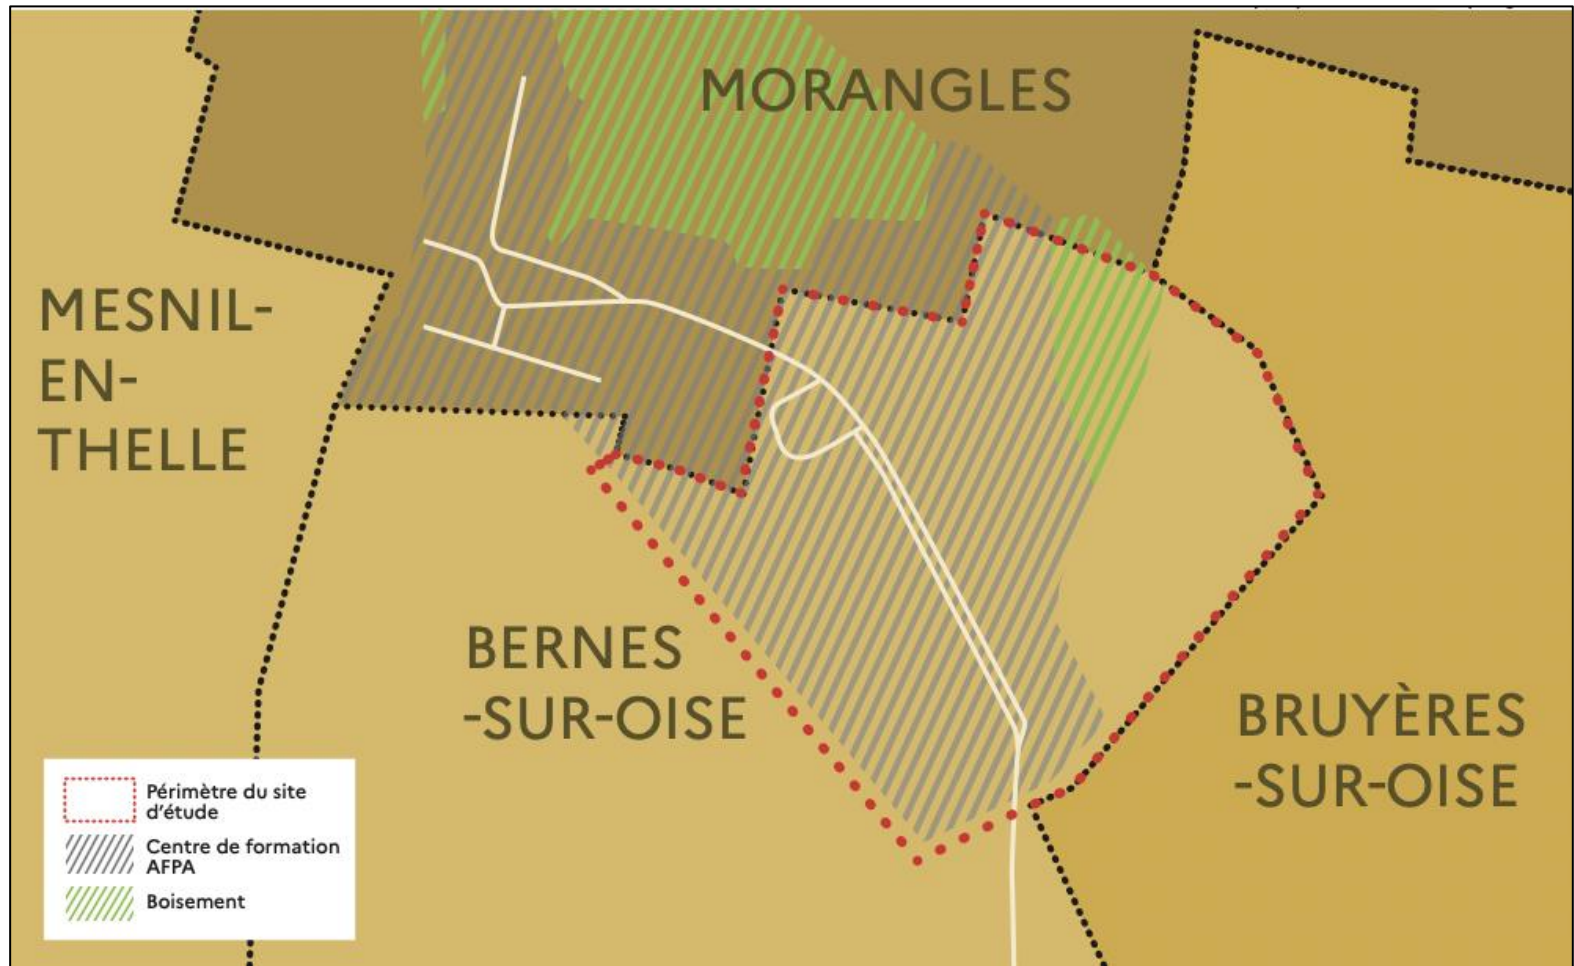 MORANGLES
MESNIL-
EN-
THELLE
BERNES
-SUR-OISE
BRUYÈRES
-SUR-OISE
Périmètre du site
d'étude
Centre de formation
AFPA
Boisement